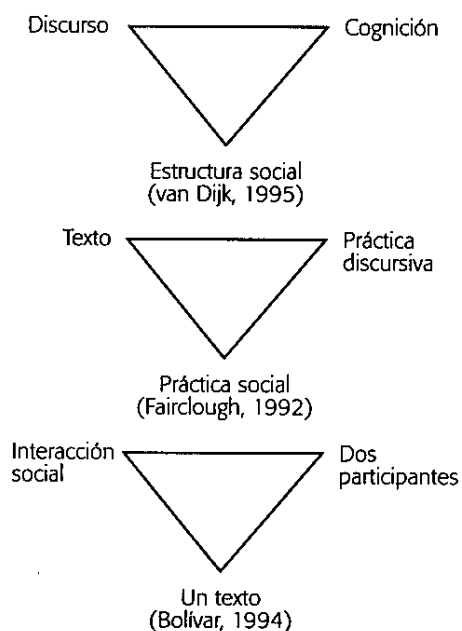 Discurso
Cognición
Estructura social
(van Dijk, 1995)
Texto
Práctica
discursiva
Práctica social
(Fairclough, 1992)
Interacción
social
Dos
participantes
Un texto
(Bolívar, 1994)